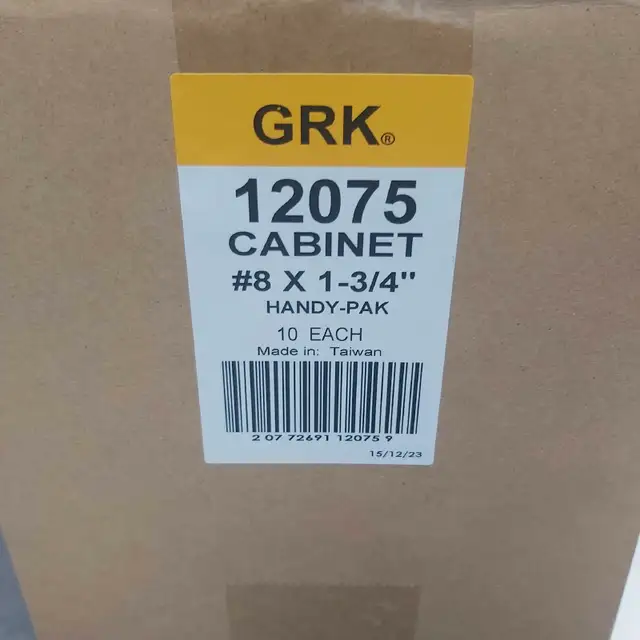 GRK®
12075
CABINET
#8 X 1-3/4"
HANDY-PAK
10 EACH
Made in: Taiwan
2 07 72691 12075 9
15/12/23